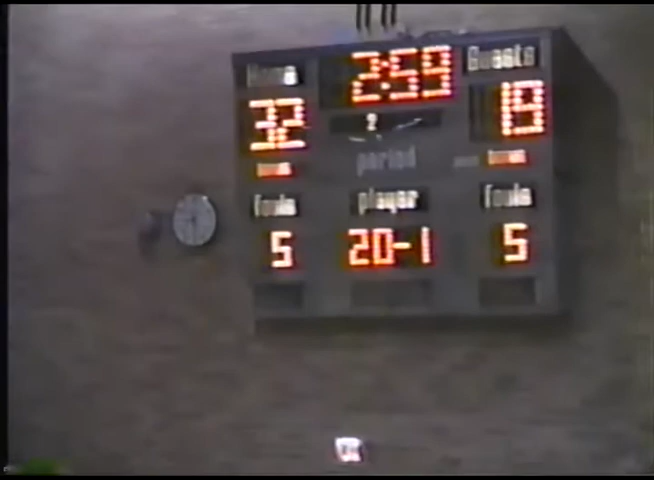 Home 2:59 Guests
32 19
2
period
fouls player fouls
5 20-1 5